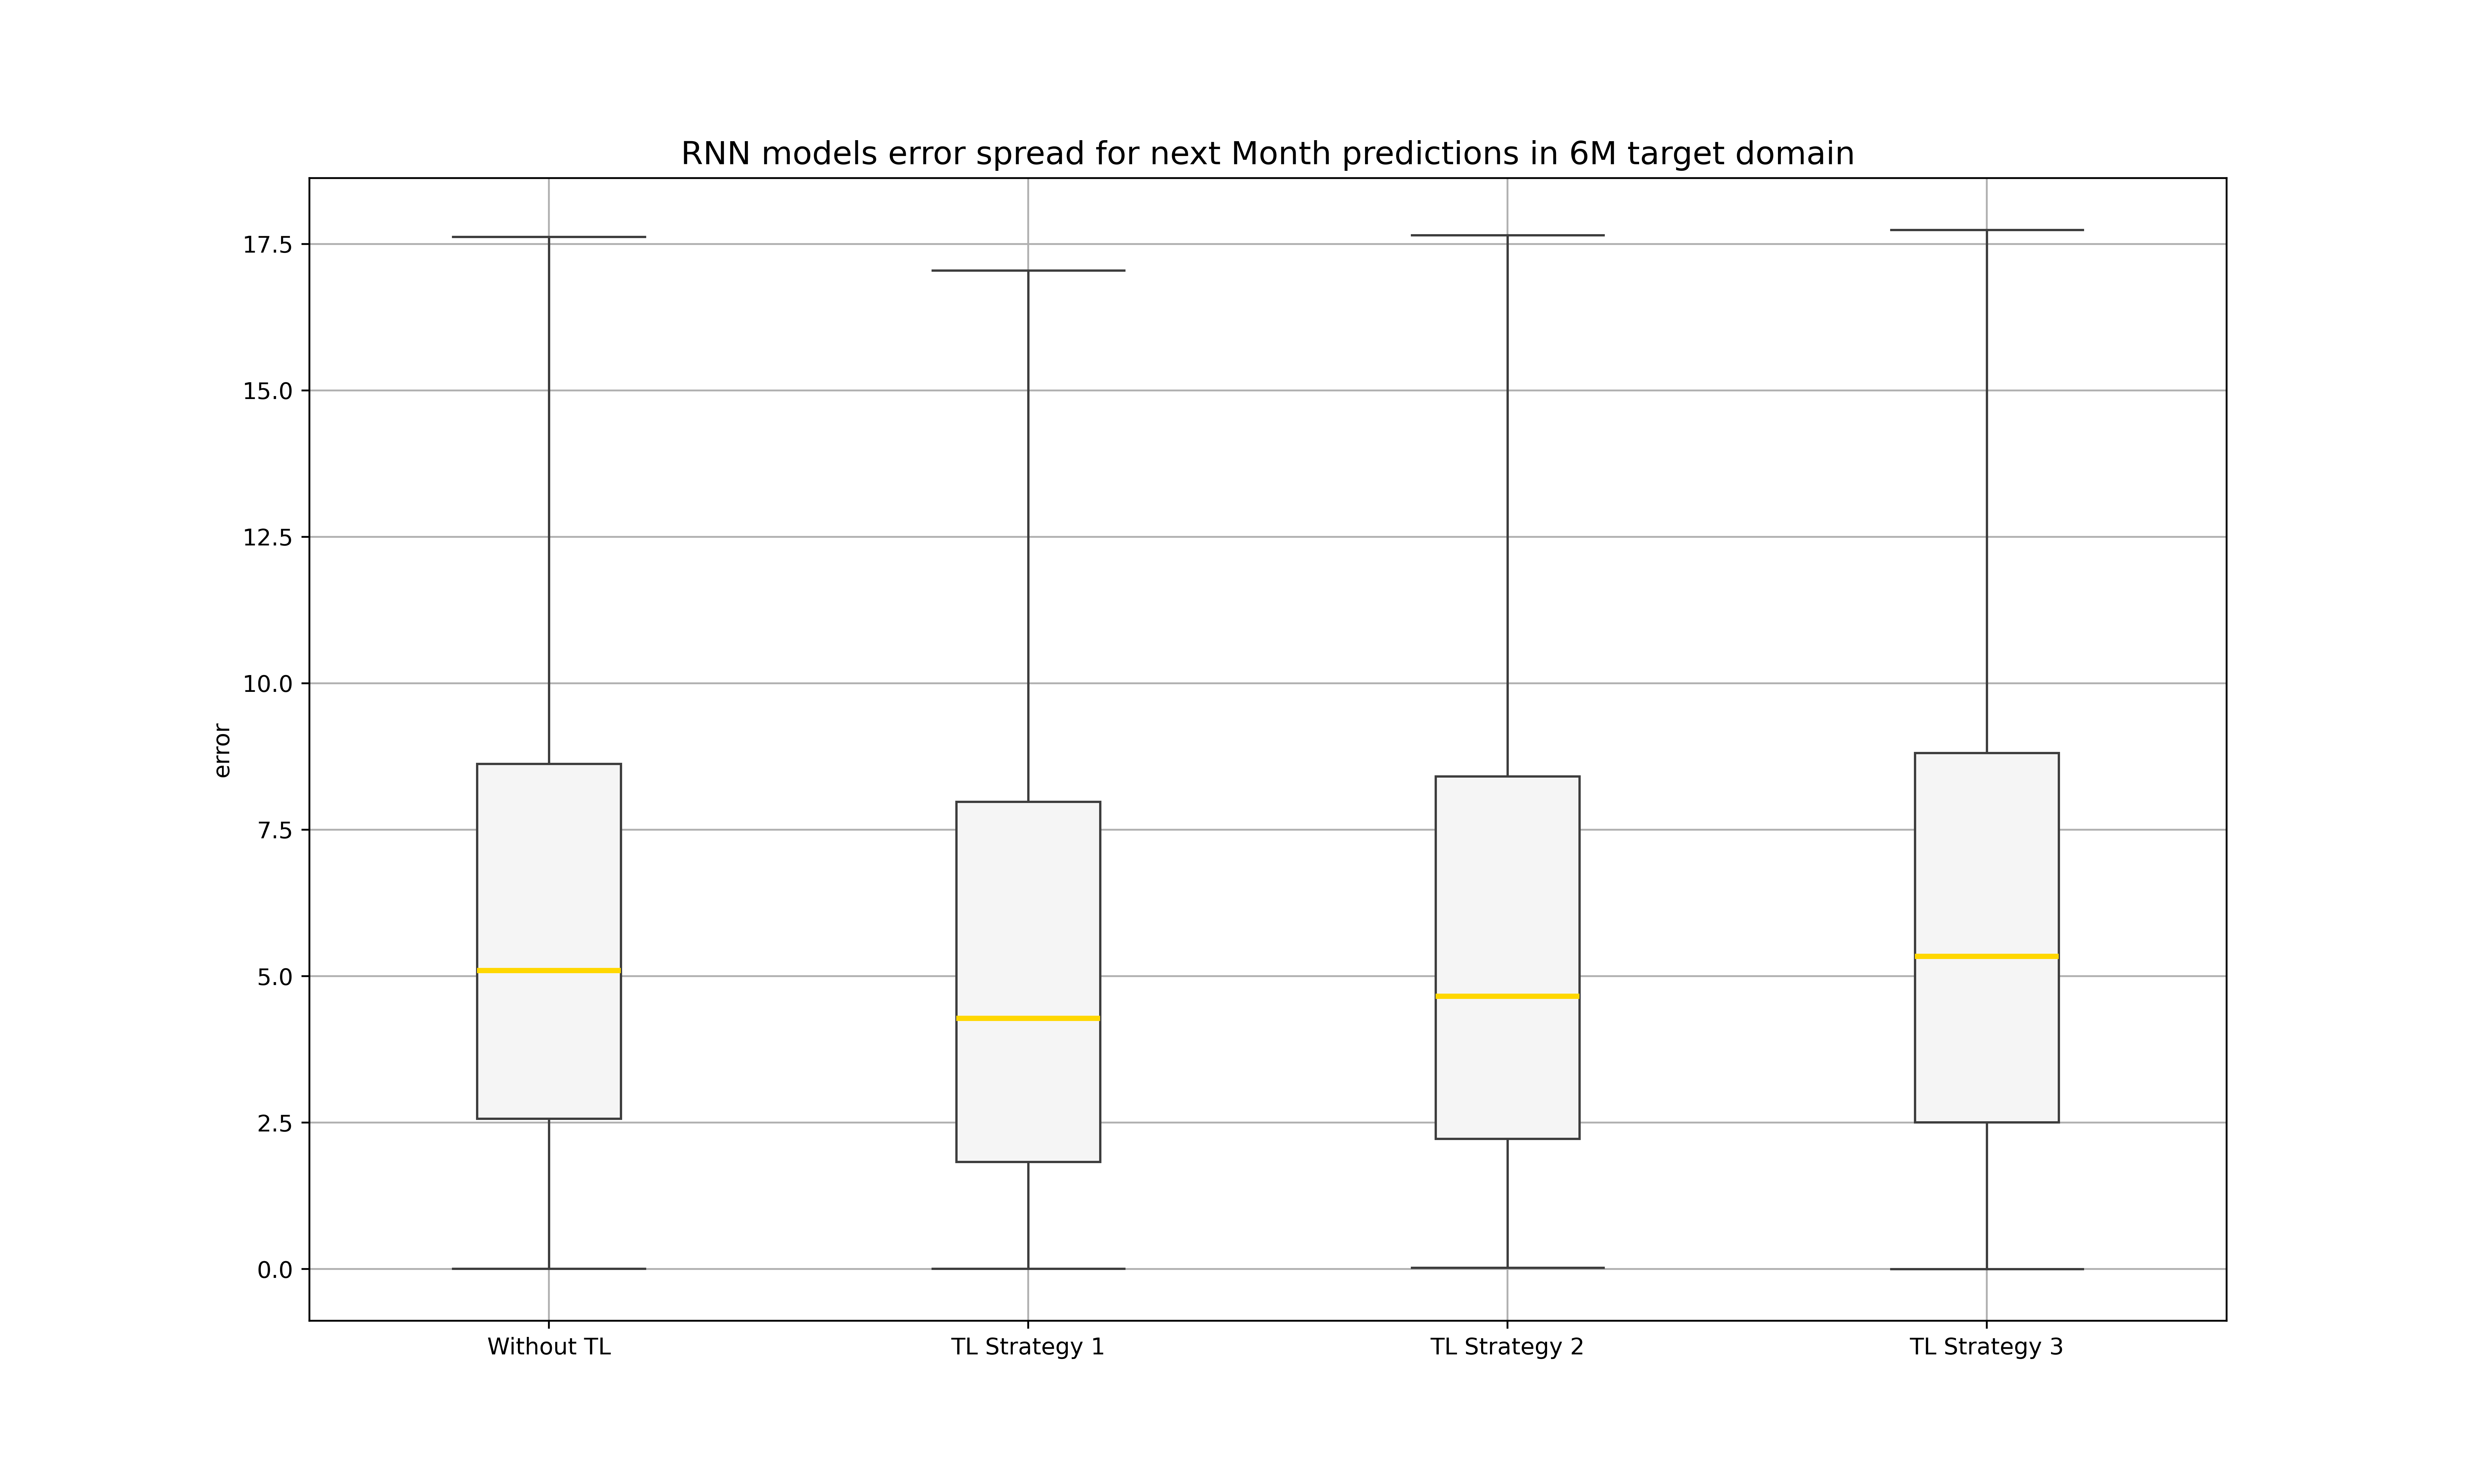 RNN models error spread for next Month predictions in 6M target domain
17.5
15.0
12.5
10.0
7.5
5.0
2.5
0.0
error
Without TL
TL Strategy 1
TL Strategy 2
TL Strategy 3